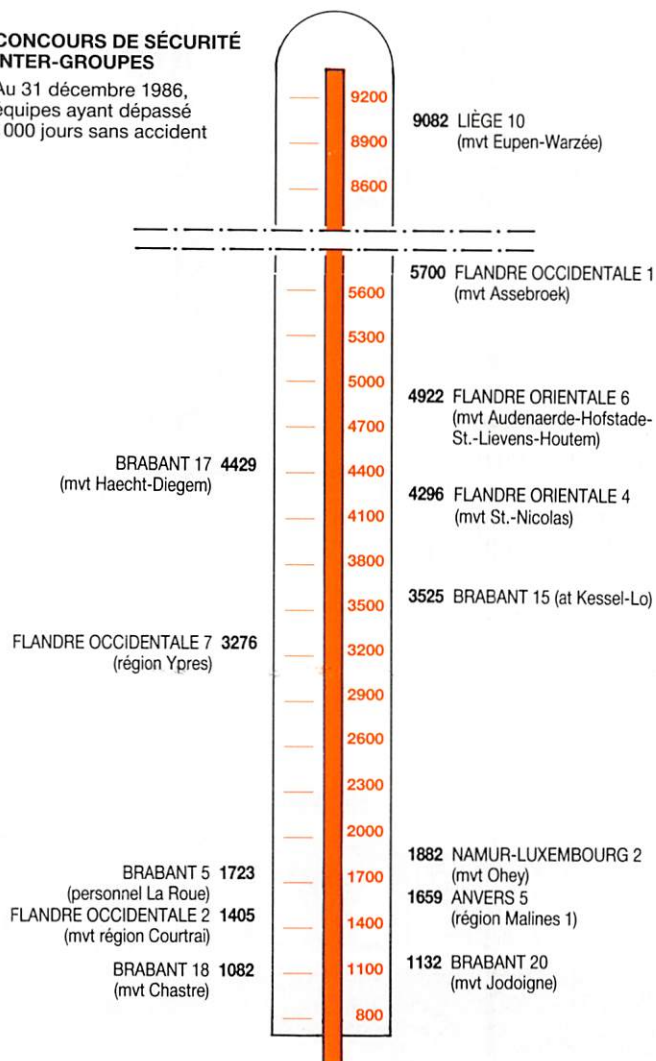 CONCOURS DE SÉCURITÉ
INTER-GROUPES
Au 31 décembre 1986,
équipes ayant dépassé
000 jours sans accident
9200
8900
8600
5600
5300
5000
4700
4400
4100
3800
3500
3200
2900
2600
2300
2000
1700
1400
1100
800
BRABANT 17 4429
(mvt Haecht-Diegem)
FLANDRE OCCIDENTALE 7 3276
(région Ypres)
BRABANT 5 1723
(personnel La Roue)
FLANDRE OCCIDENTALE 2 1405
(mvt région Courtrai)
BRABANT 18 1082
(mvt Chastre)
9082 LIÈGE 10
(mvt Eupen-Warzée)
5700 FLANDRE OCCIDENTALE 1
(mvt Assebroek)
4922 FLANDRE ORIENTALE 6
(mvt Audenaerde-Hofstade-
St.-Lievens-Houtem)
4296 FLANDRE ORIENTALE 4
(mvt St.-Nicolas)
3525 BRABANT 15 (at Kessel-Lo)
1882 NAMUR-LUXEMBOURG 2
(mvt Ohey)
1659 ANVERS 5
(région Malines 1)
1132 BRABANT 20
(mvt Jodoigne)